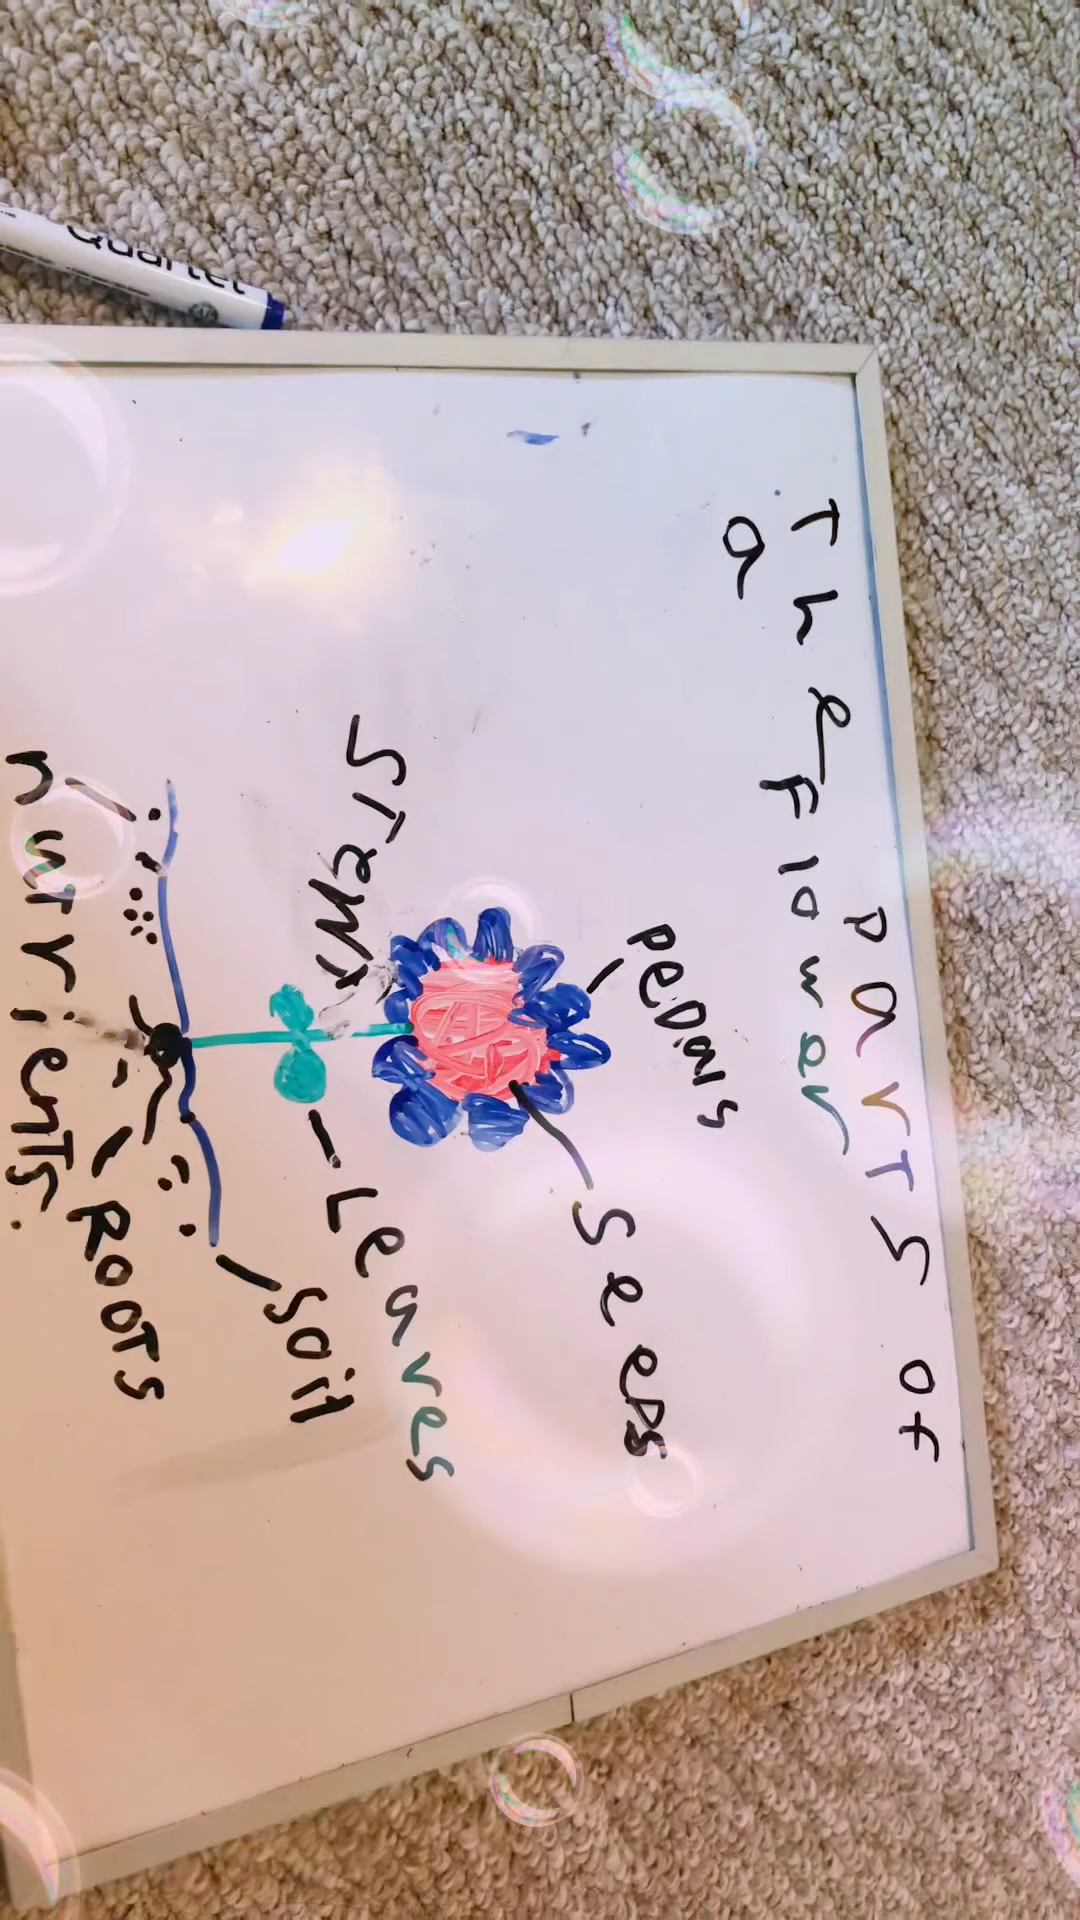 The parTs of
a Flower
peDals
SeeDs
STeM
Leaves
Soil
RooTs
nuTrienTs.
Quartet